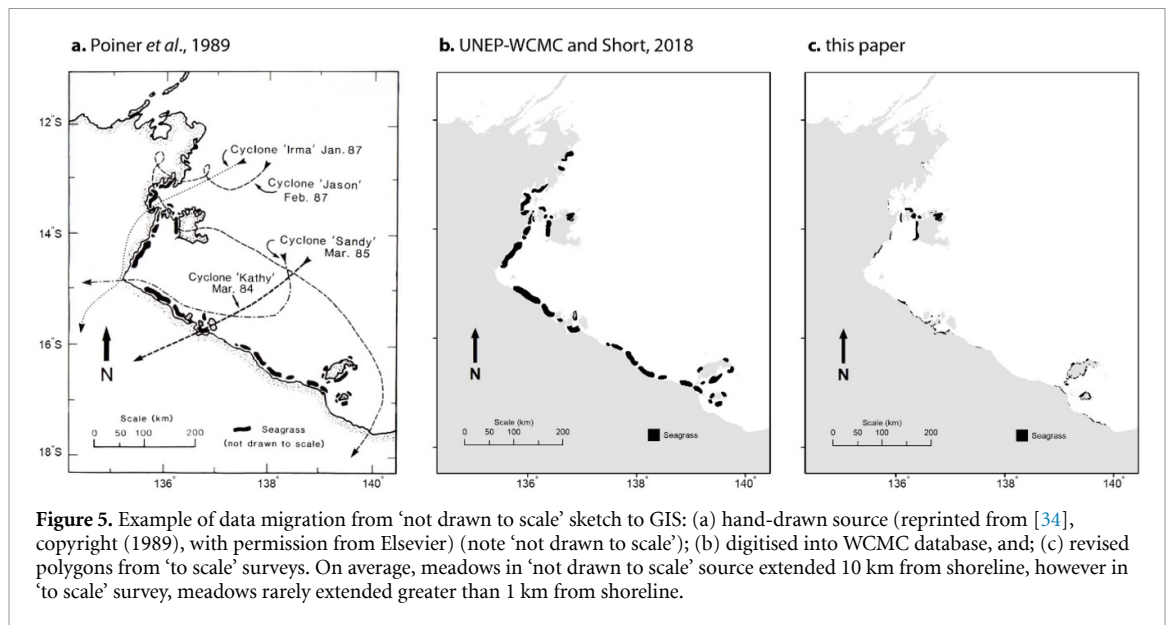 a. Poiner et al., 1989
12°S
14°S
16°S
18°S
136°
138°
140°
Cyclone 'Irma' Jan. 87
Cyclone 'Jason'
Feb. 87
Cyclone 'Sandy'
Mar. 85
Cyclone 'Kathy'
Mar. 84
N
Scale (km)
0 50 100 200
Seagrass
(not drawn to scale)
b. UNEP-WCMC and Short, 2018
N
Scale (km)
0 50 100 200
Seagrass
136°
138°
140°
c. this paper
N
Scale (km)
0 50 100 200
Seagrass
136°
138°
140°
Figure 5. Example of data migration from ‘not drawn to scale’ sketch to GIS: (a) hand-drawn source (reprinted from [34],
copyright (1989), with permission from Elsevier) (note ‘not drawn to scale’); (b) digitised into WCMC database, and; (c) revised
polygons from ‘to scale’ surveys. On average, meadows in ‘not drawn to scale’ source extended 10 km from shoreline, however in
‘to scale’ survey, meadows rarely extended greater than 1 km from shoreline.